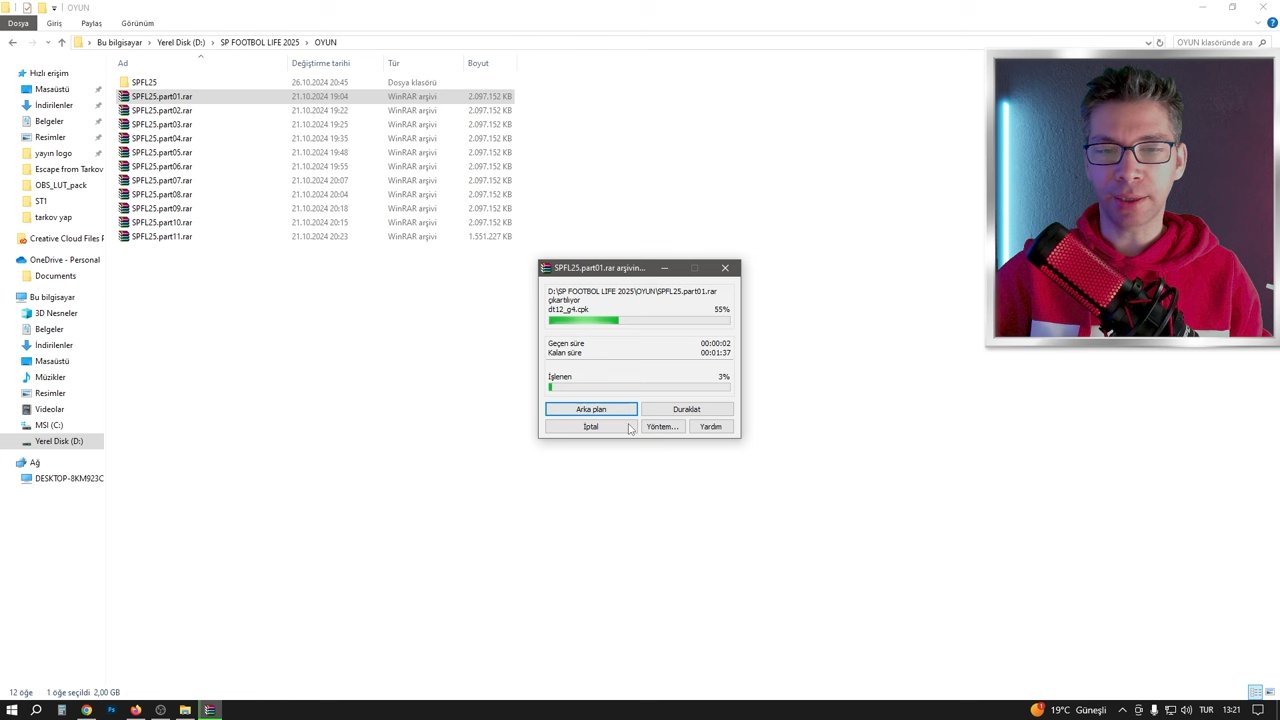 OYUN
Dosya Giriş Paylaş Görünüm
Bu bilgisayar Yerel Disk (D:) SP FOOTBOL LIFE 2025 OYUN
OYUN klasöründe ara
Ad Değiştirme tarihi Tür Boyut
SPFL25 26.10.2024 20:45 Dosya klasörü
SPFL25.part01.rar 21.10.2024 19:04 WinRAR arşivi 2.097.152 KB
SPFL25.part02.rar 21.10.2024 19:22 WinRAR arşivi 2.097.152 KB
SPFL25.part03.rar 21.10.2024 19:25 WinRAR arşivi 2.097.152 KB
SPFL25.part04.rar 21.10.2024 19:35 WinRAR arşivi 2.097.152 KB
SPFL25.part05.rar 21.10.2024 19:48 WinRAR arşivi 2.097.152 KB
SPFL25.part06.rar 21.10.2024 19:55 WinRAR arşivi 2.097.152 KB
SPFL25.part07.rar 21.10.2024 20:07 WinRAR arşivi 2.097.152 KB
SPFL25.part08.rar 21.10.2024 20:04 WinRAR arşivi 2.097.152 KB
SPFL25.part09.rar 21.10.2024 20:18 WinRAR arşivi 2.097.152 KB
SPFL25.part10.rar 21.10.2024 20:15 WinRAR arşivi 2.097.152 KB
SPFL25.part11.rar 21.10.2024 20:23 WinRAR arşivi 1.551.227 KB
Hızlı erişim
Masaüstü
İndirilenler
Belgeler
Resimler
yayın logo
Escape from Tarkov
OBS_LUT_pack
ST1
tarkov yap
Creative Cloud Files F
OneDrive - Personal
Documents
Bu bilgisayar
3D Nesneler
Belgeler
İndirilenler
Masaüstü
Müzikler
Resimler
Videolar
MSI (C:)
Yerel Disk (D:)
Ağ
DESKTOP-8KM923C
SPFL25.part01.rar arşivin...
D:\SP FOOTBOL LIFE 2025\OYUN\SPFL25.part01.rar
çıkartılıyor
dt12_g4.cpk 55%
Geçen süre 00:00:02
Kalan süre 00:01:37
İşlenen 3%
Arka plan Duraklat
İptal Yöntem... Yardım
12 öğe 1 öğe seçildi 2,00 GB
19°C Güneşli TUR 13:21